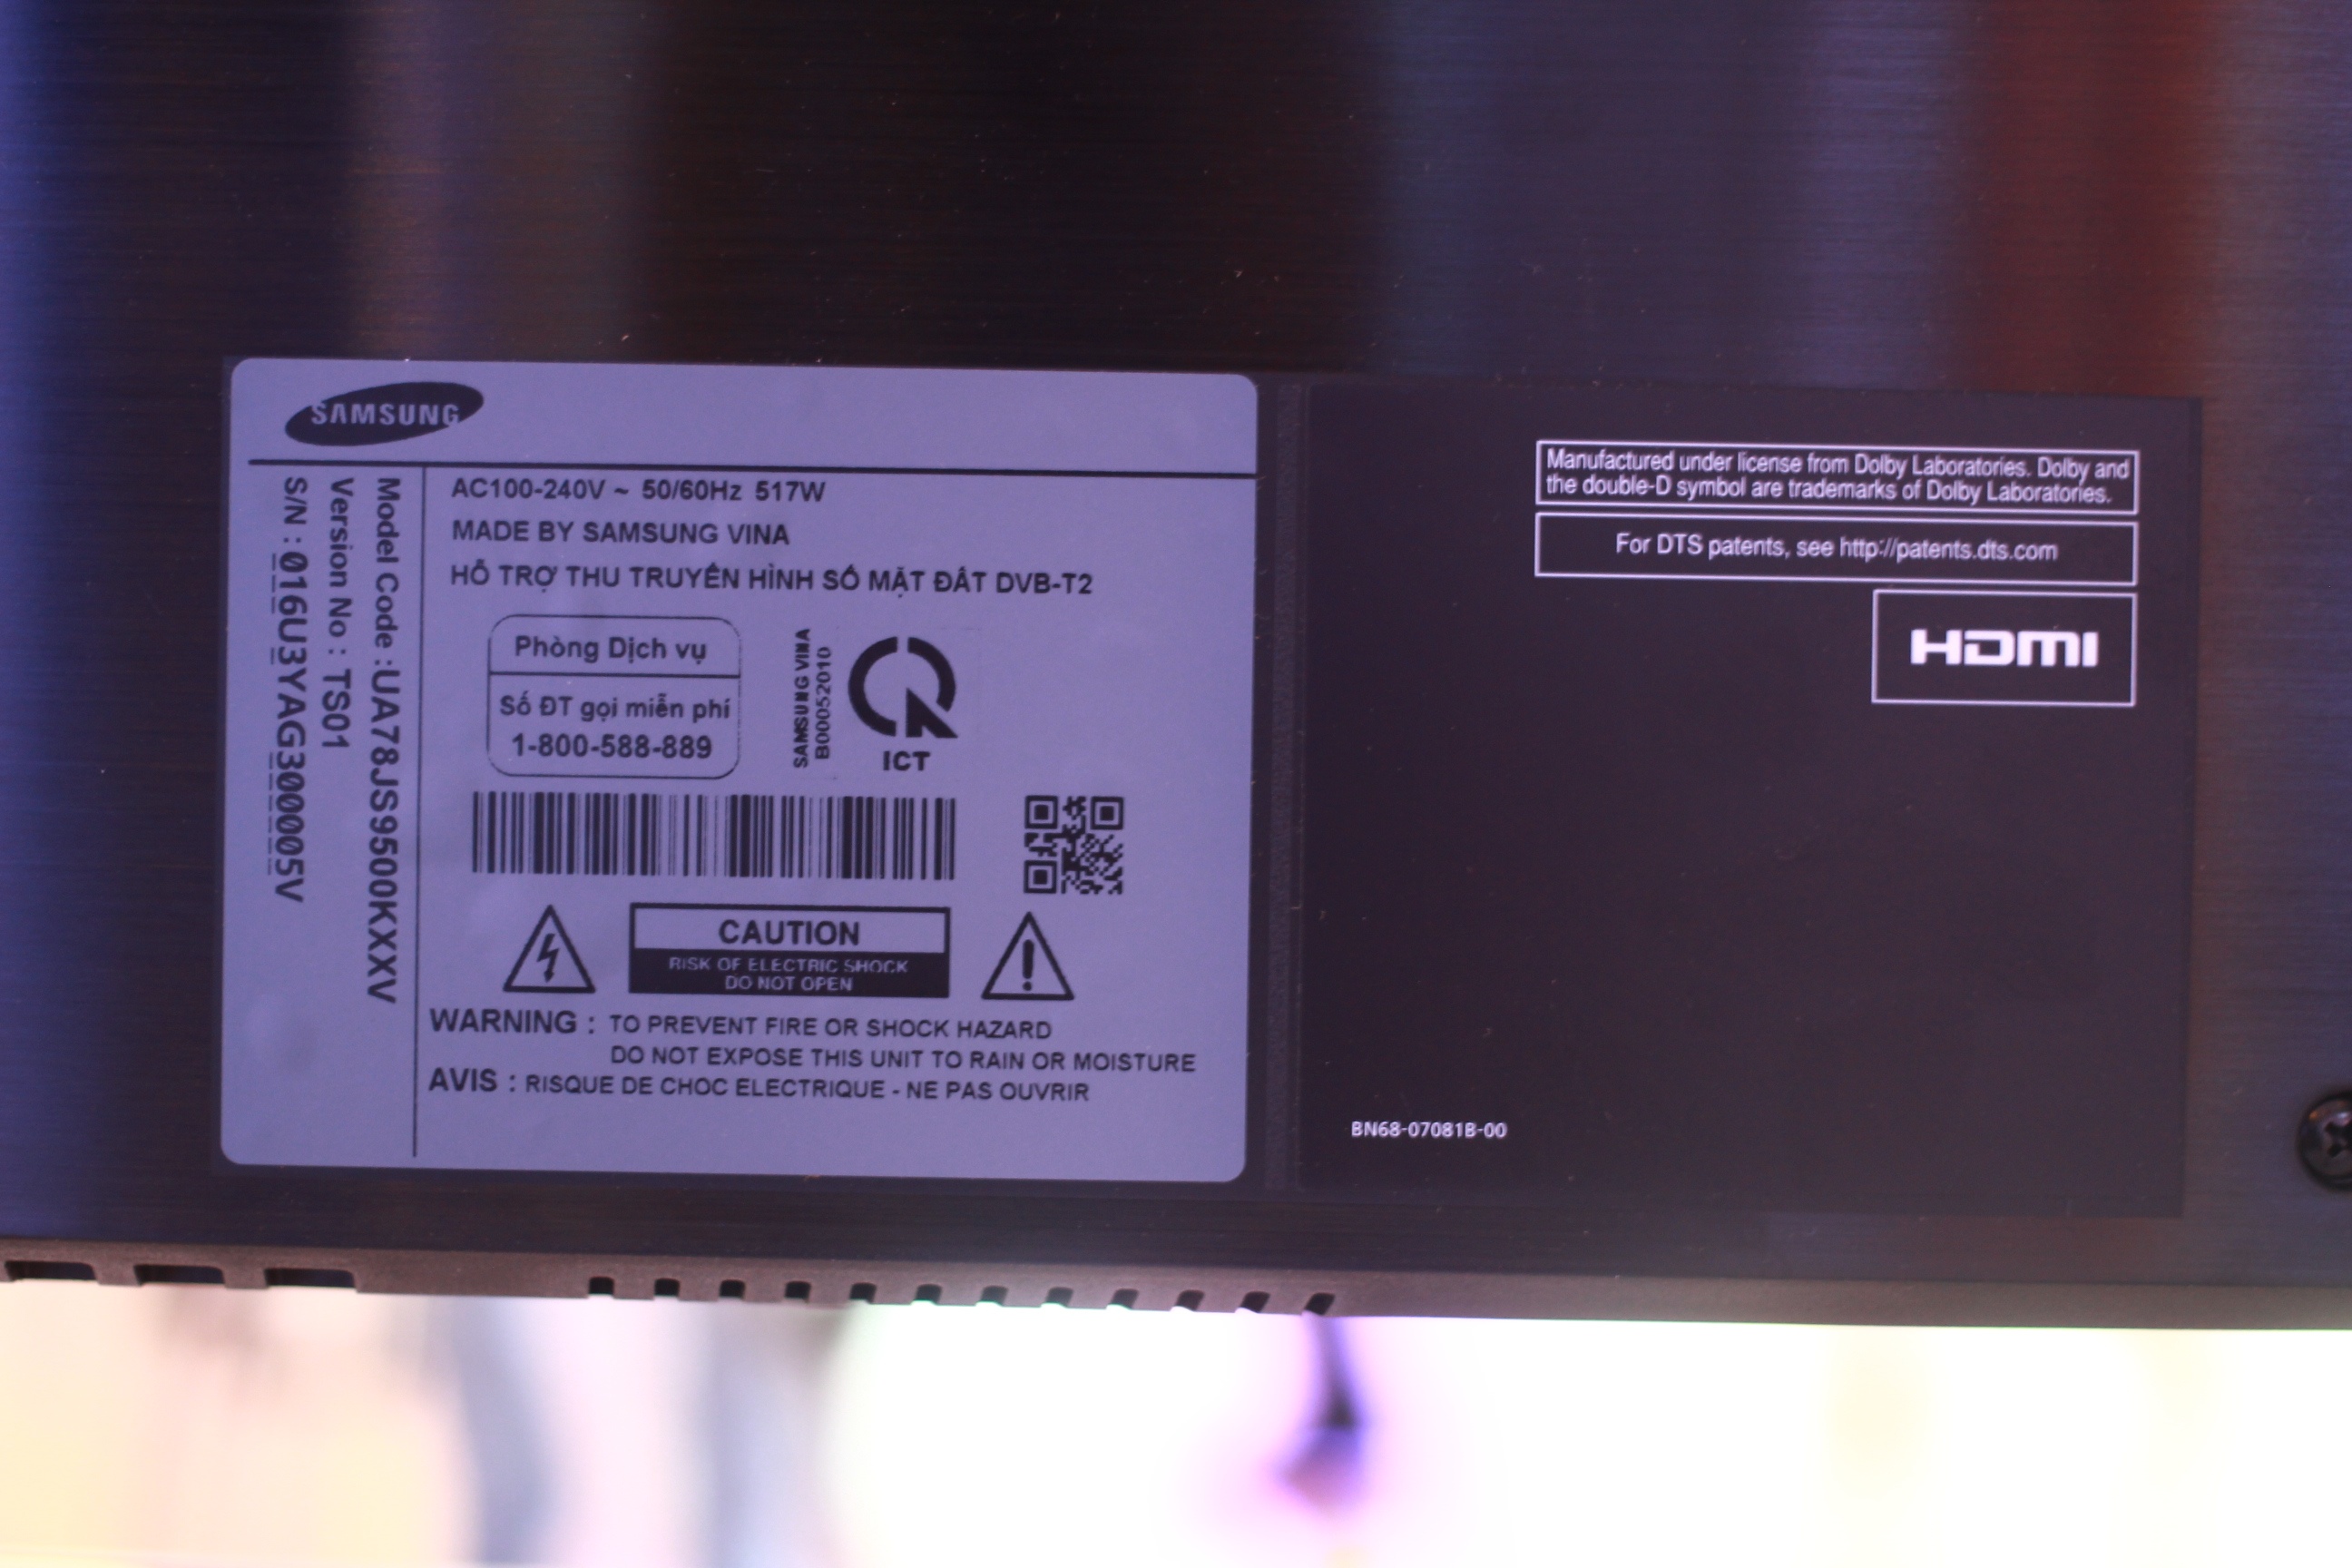 SAMSUNG
Model Code :UA78JS9500KXXV
Version No : TS01
S/N : 016U3YAG300005V
AC100-240V ~ 50/60Hz 517W
MADE BY SAMSUNG VINA
HỖ TRỢ THU TRUYỀN HÌNH SỐ MẶT ĐẤT DVB-T2
Phòng Dịch vụ
Số ĐT gọi miễn phí
1-800-588-889
SAMSUNG VINA
B000552010
ICT
CAUTION
RISK OF ELECTRIC SHOCK
DO NOT OPEN
WARNING : TO PREVENT FIRE OR SHOCK HAZARD
DO NOT EXPOSE THIS UNIT TO RAIN OR MOISTURE
AVIS : RISQUE DE CHOC ELECTRIQUE - NE PAS OUVRIR
Manufactured under license from Dolby Laboratories. Dolby and
the double-D symbol are trademarks of Dolby Laboratories.
For DTS patents, see http://patents.dts.com
HDMI
BN68-07081B-00